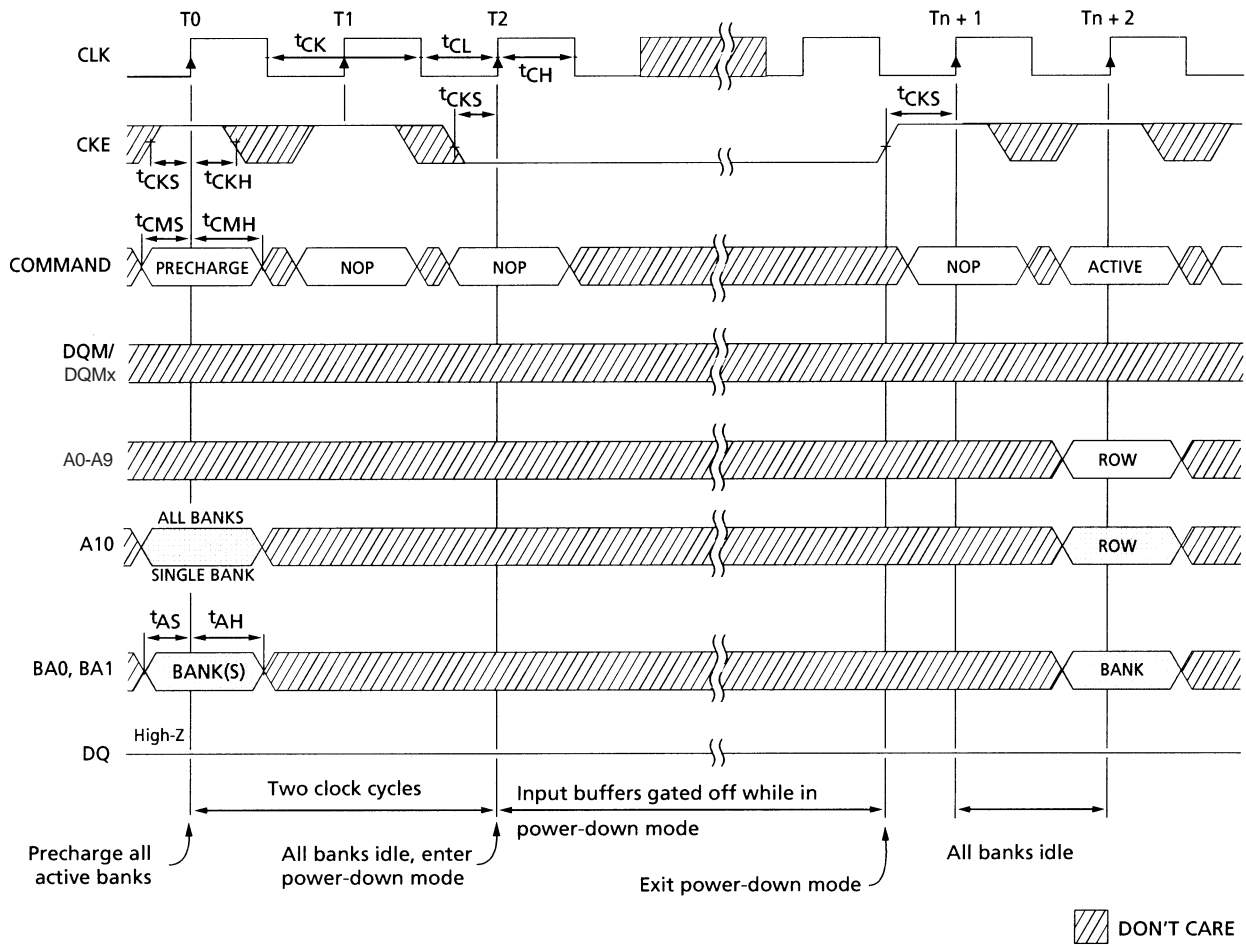 T0 T1 T2 Tn + 1 Tn + 2
CLK
tCK tCL
tCH
tCKS tCKS
CKE
tCKS tCKH
tCMS tCMH
COMMAND PRECHARGE NOP NOP NOP ACTIVE
DQM/
DQMx
A0-A9 ROW
ALL BANKS
A10 ROW
SINGLE BANK
tAS tAH
BA0, BA1 BANK(S) BANK
High-Z
DQ
Two clock cycles
Input buffers gated off while in
power-down mode
Precharge all
active banks
All banks idle, enter
power-down mode
Exit power-down mode
All banks idle
DON'T CARE